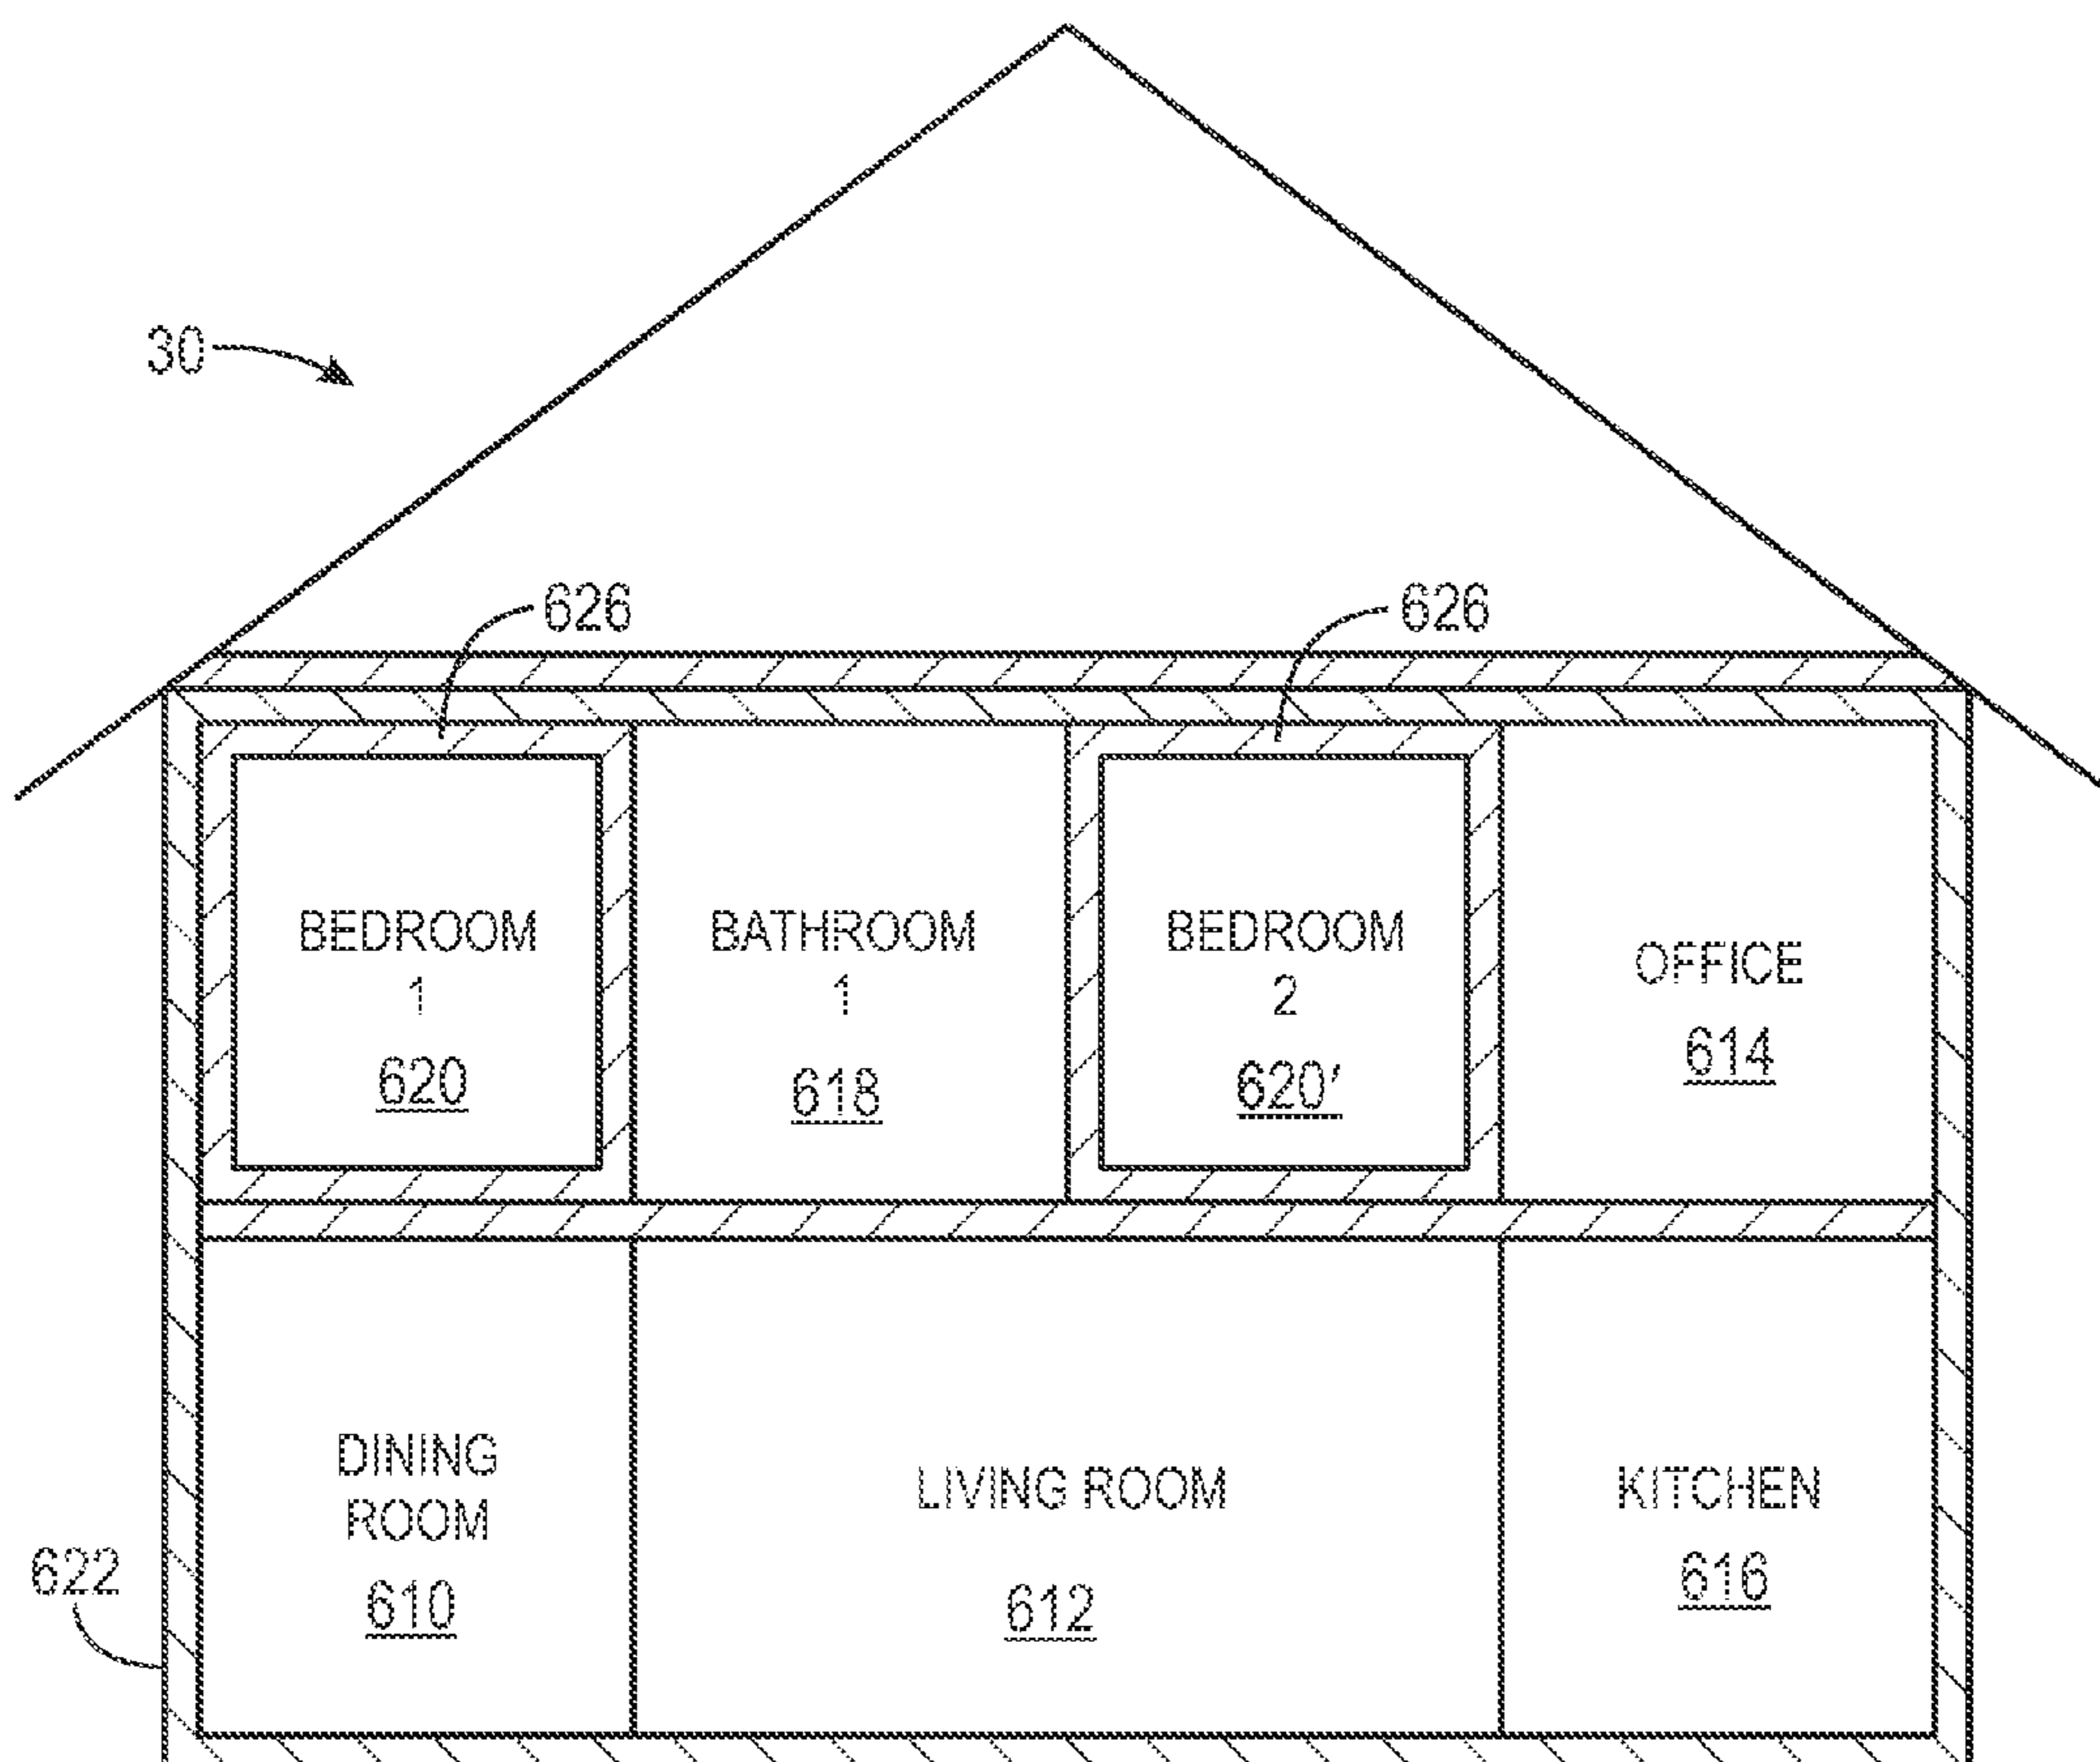 30
626
626
BEDROOM
1
620
BATHROOM
1
618
BEDROOM
2
620'
OFFICE
614
DINING
ROOM
610
LIVING ROOM
612
KITCHEN
616
622